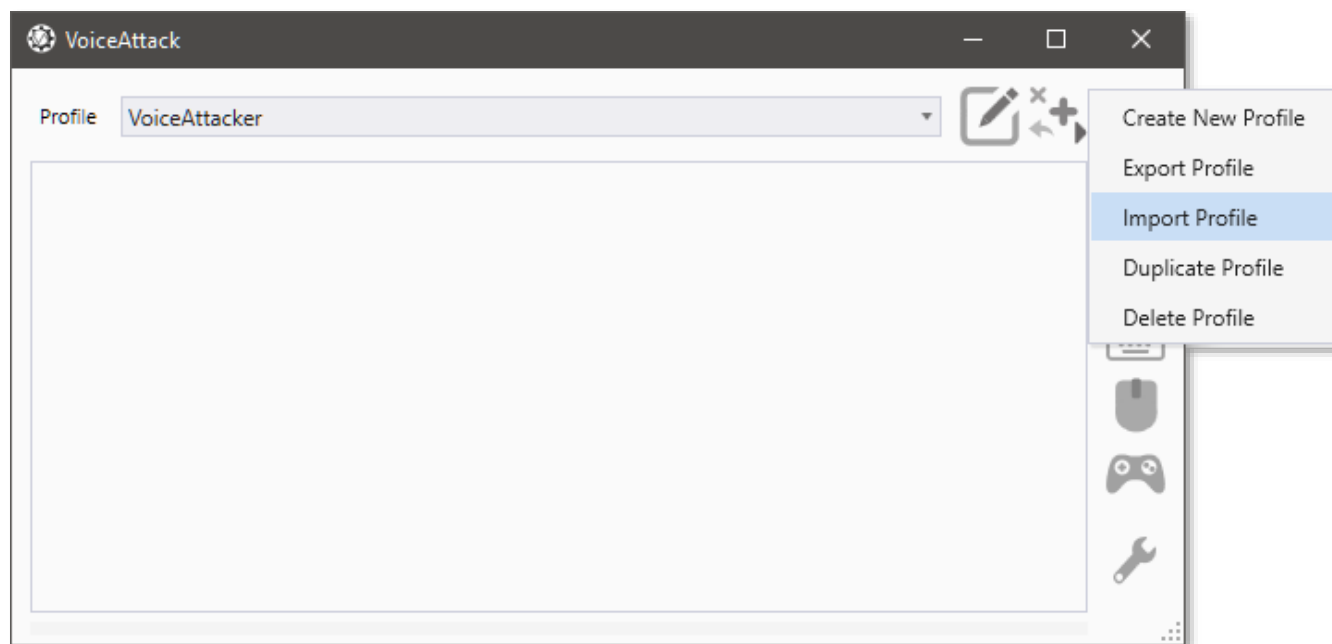 VoiceAttack
Profile VoiceAttacker
Create New Profile
Export Profile
Import Profile
Duplicate Profile
Delete Profile